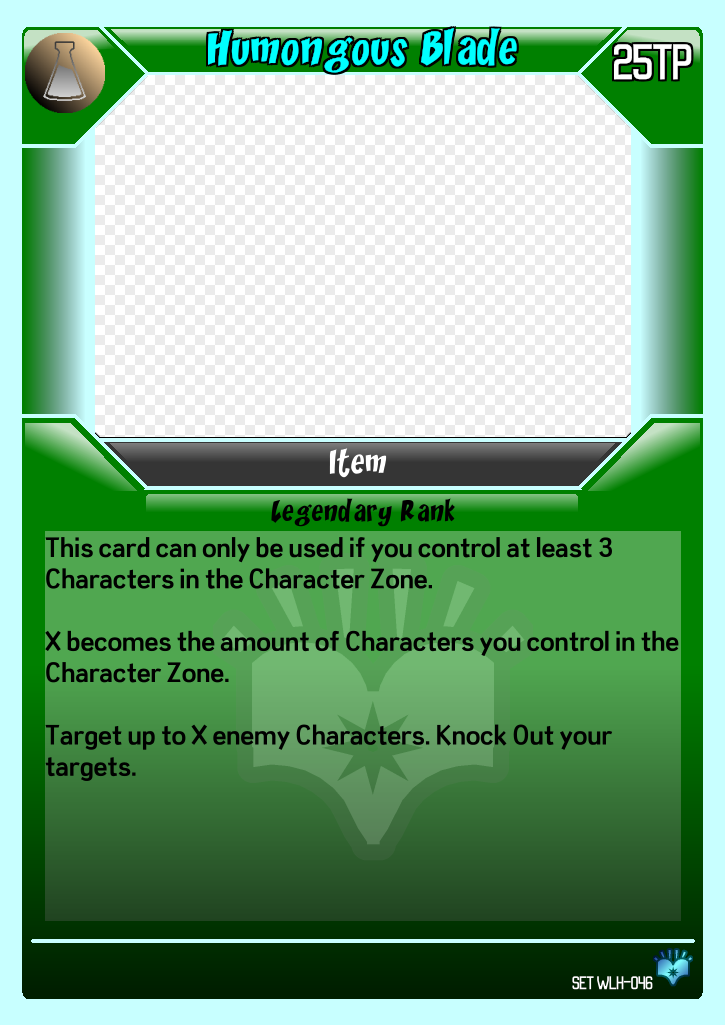 Humongous Blade
25TP
Item
Legendary Rank
This card can only be used if you control at least 3
Characters in the Character Zone.
X becomes the amount of Characters you control in the
Character Zone.
Target up to X enemy Characters. Knock Out your
targets.
SET WLH-046